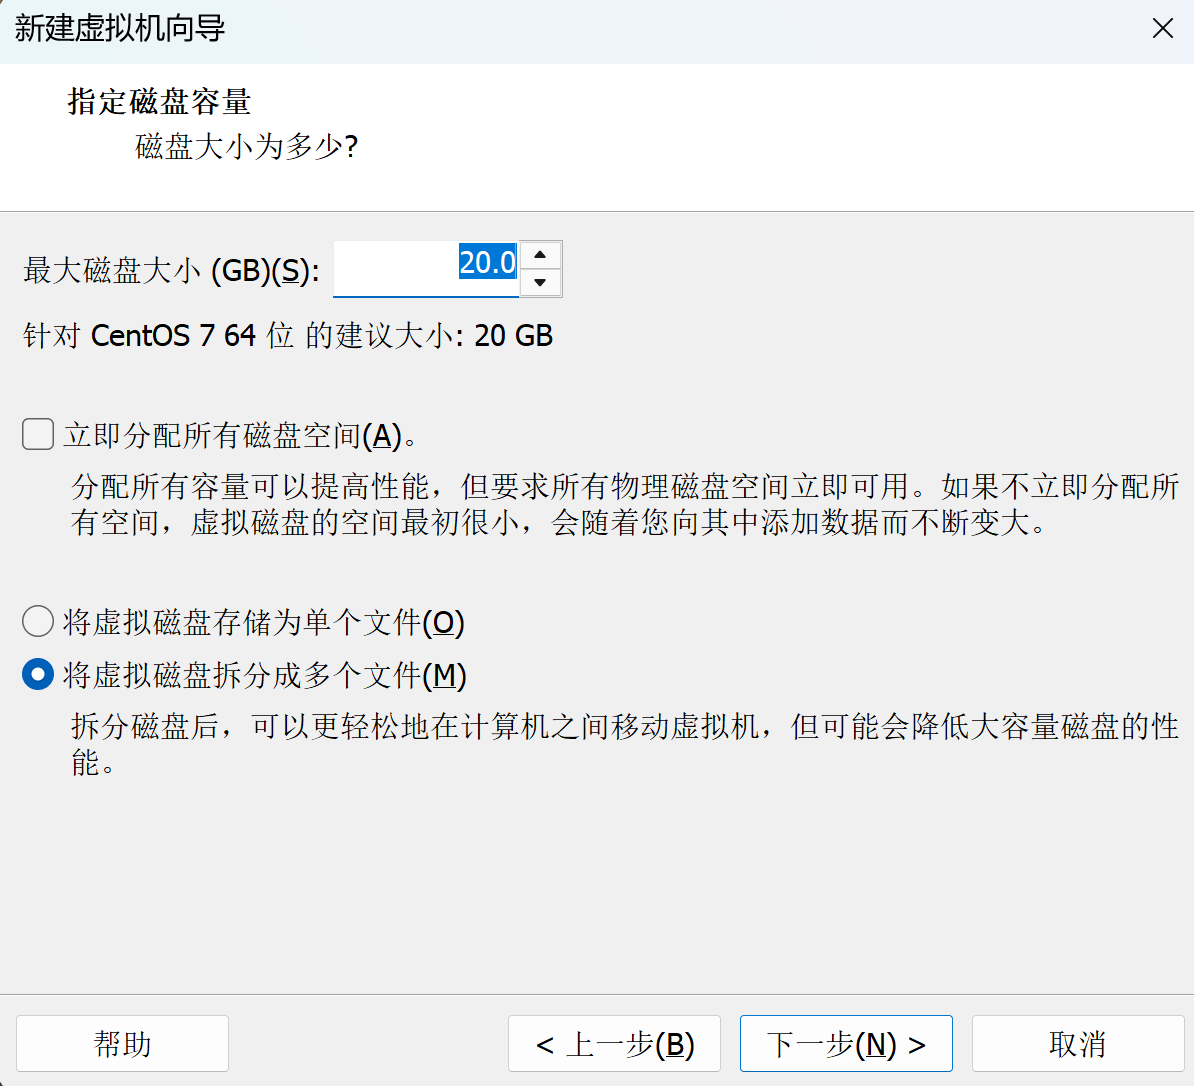 新建虚拟机向导
指定磁盘容量
磁盘大小为多少?
最大磁盘大小 (GB)(S): 20.0
针对 CentOS 7 64 位 的建议大小: 20 GB
立即分配所有磁盘空间(A)。
分配所有容量可以提高性能，但要求所有物理磁盘空间立即可用。如果不立即分配所
有空间，虚拟磁盘的空间最初很小，会随着您向其中添加数据而不断变大。
将虚拟磁盘存储为单个文件(O)
将虚拟磁盘拆分成多个文件(M)
拆分磁盘后，可以更轻松地在计算机之间移动虚拟机，但可能会降低大容量磁盘的性
能。
帮助 < 上一步(B) 下一步(N) > 取消